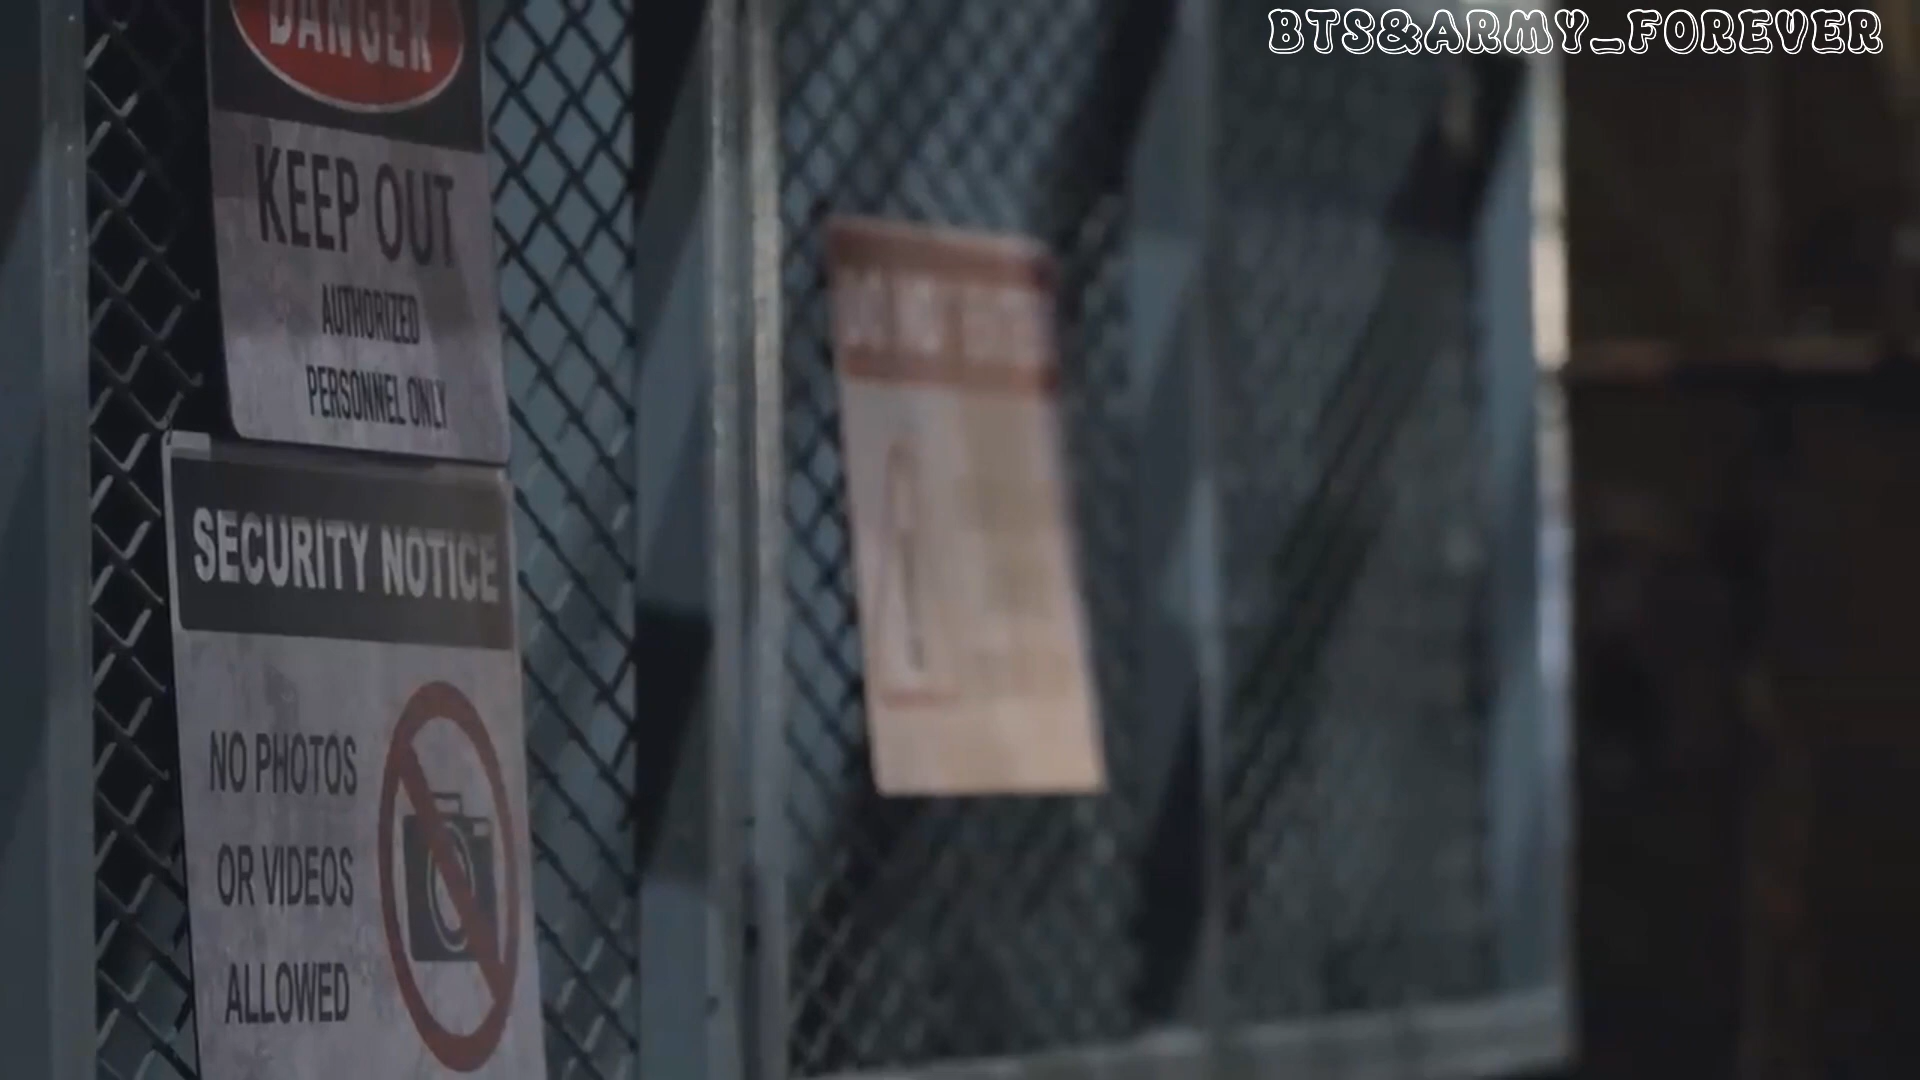 BTS&ARMY_FOREVER
DANGER
KEEP OUT
AUTHORIZED
PERSONNEL ONLY
SECURITY NOTICE
NO PHOTOS
OR VIDEOS
ALLOWED